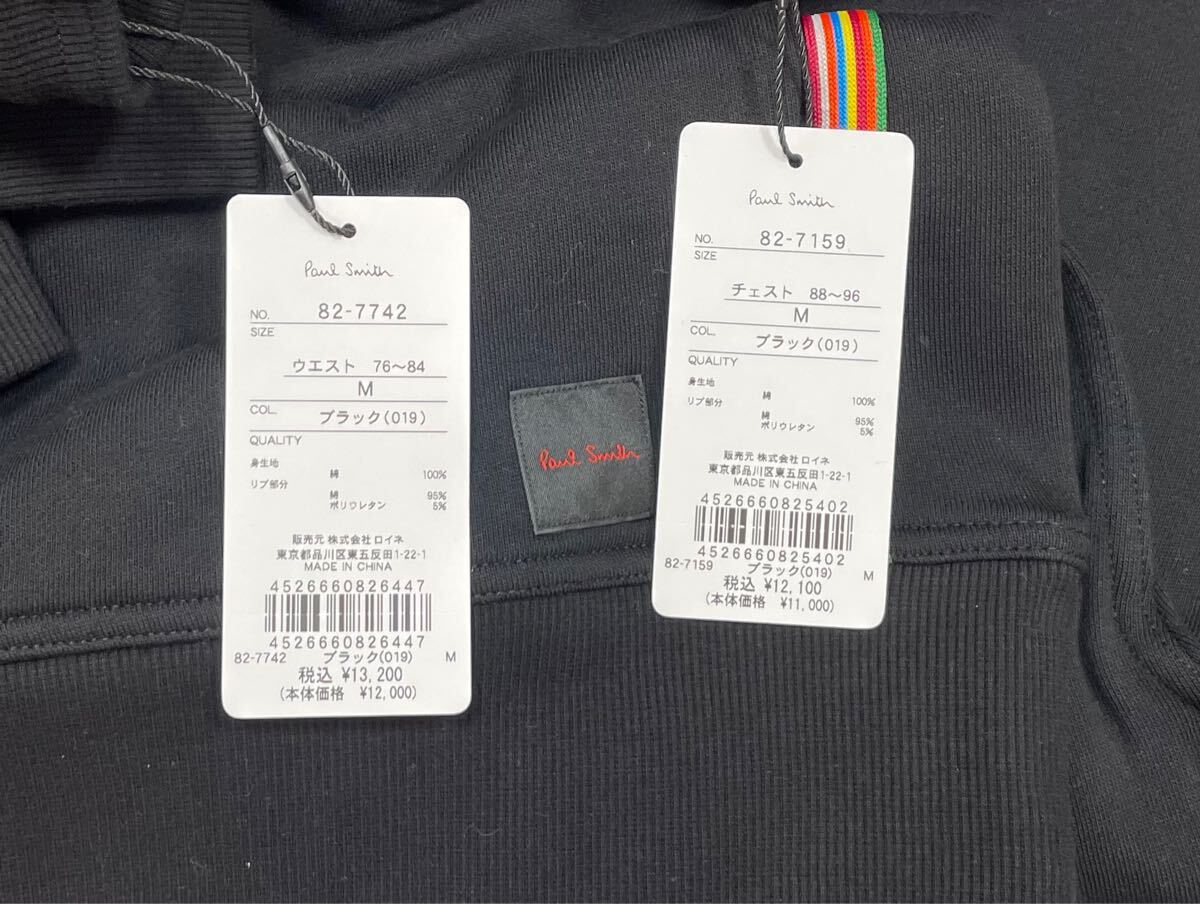 Paul Smith
NO. 82-7742
SIZE
ウエスト 76～84
M
COL. ブラック(019)
QUALITY
身生地
綿 100%
リブ部分
綿 95%
ポリウレタン 5%
販売元 株式会社 ロイネ
東京都品川区東五反田1-22-1
MADE IN CHINA
4526660826447
4526660826447
82-7742 ブラック(019) M
税込 ¥13,200
(本体価格 ¥12,000)
Paul Smith
Paul Smith
NO. 82-7159
SIZE
チェスト 88～96
M
COL. ブラック(019)
QUALITY
身生地
綿 100%
リブ部分
綿 95%
ポリウレタン 5%
販売元 株式会社 ロイネ
東京都品川区東五反田1-22-1
MADE IN CHINA
4526660825402
4526660825402
82-7159 ブラック(019) M
税込 ¥12,100
(本体価格 ¥11,000)